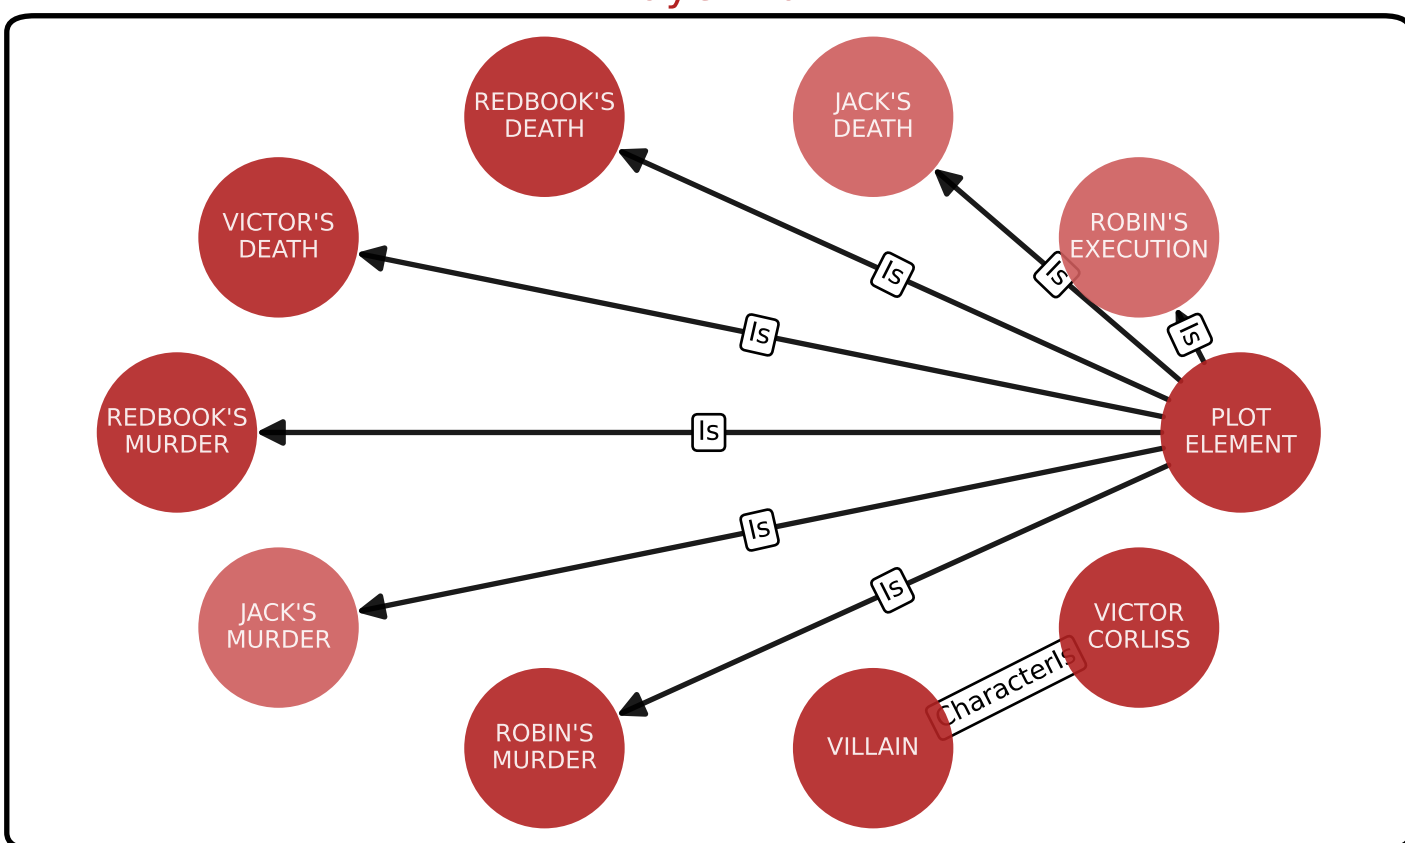 REDBOOK'S
DEATH
JACK'S
DEATH
VICTOR'S
DEATH
ROBIN'S
EXECUTION
Is
Is
Is
Is
REDBOOK'S
MURDER
Is
PLOT
ELEMENT
Is
Is
JACK'S
MURDER
VICTOR
CORLISS
CharacterIs
ROBIN'S
MURDER
VILLAIN